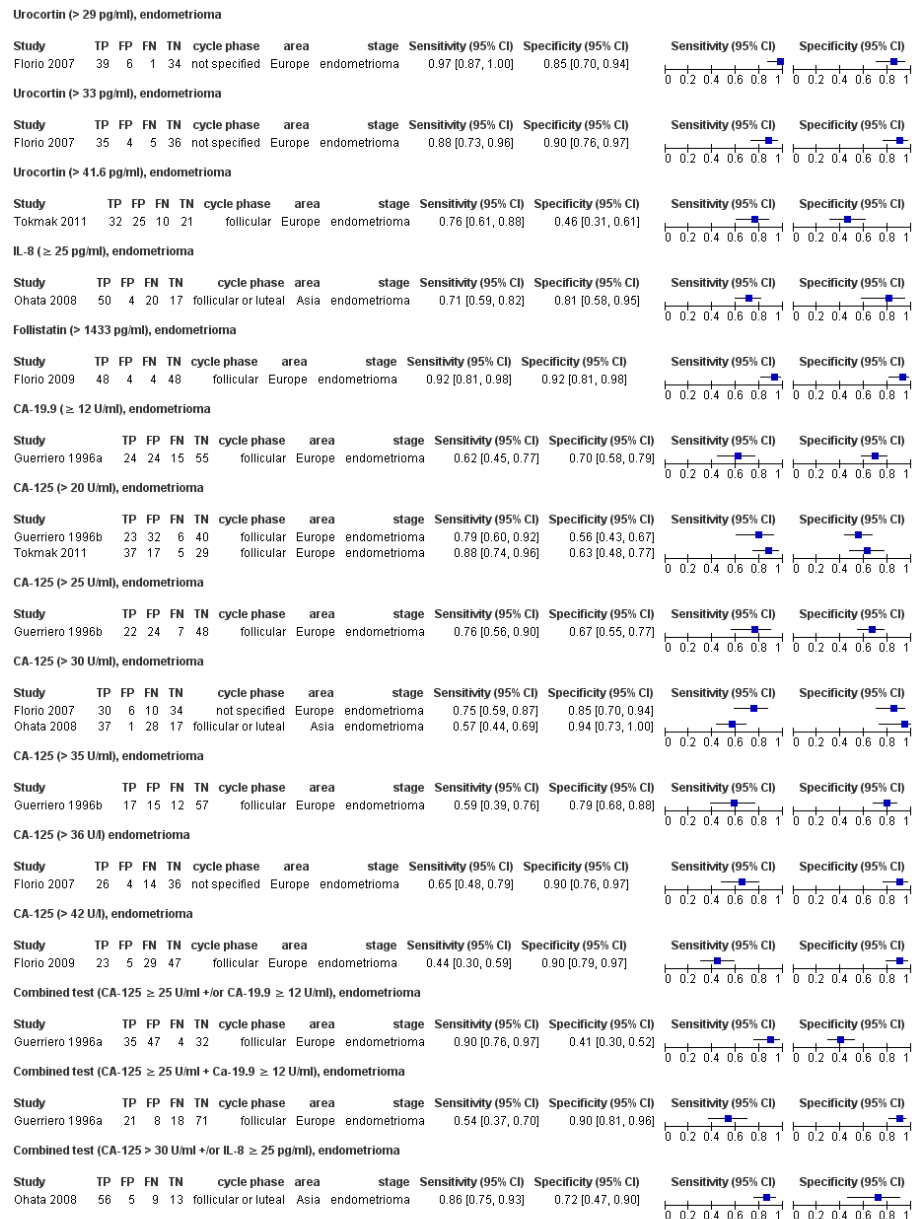 Urocortin (> 29 pg/ml), endometrioma
Study TP FP FN TN cycle phase area stage Sensitivity (95% CI) Specificity (95% CI) Sensitivity (95% CI) Specificity (95% CI)
Florio 2007 39 6 1 34 not specified Europe endometrioma 0.97 [0.87, 1.00] 0.85 [0.70, 0.94]
0 0.2 0.4 0.6 0.8 1 0 0.2 0.4 0.6 0.8 1
Urocortin (> 33 pg/ml), endometrioma
Study TP FP FN TN cycle phase area stage Sensitivity (95% CI) Specificity (95% CI) Sensitivity (95% CI) Specificity (95% CI)
Florio 2007 35 4 5 36 not specified Europe endometrioma 0.88 [0.73, 0.96] 0.90 [0.76, 0.97]
0 0.2 0.4 0.6 0.8 1 0 0.2 0.4 0.6 0.8 1
Urocortin (> 41.6 pg/ml), endometrioma
Study TP FP FN TN cycle phase area stage Sensitivity (95% CI) Specificity (95% CI) Sensitivity (95% CI) Specificity (95% CI)
Tokmak 2011 32 25 10 21 follicular Europe endometrioma 0.76 [0.61, 0.88] 0.46 [0.31, 0.61]
0 0.2 0.4 0.6 0.8 1 0 0.2 0.4 0.6 0.8 1
IL-8 (≥ 25 pg/ml), endometrioma
Study TP FP FN TN cycle phase area stage Sensitivity (95% CI) Specificity (95% CI) Sensitivity (95% CI) Specificity (95% CI)
Ohata 2008 50 4 20 17 follicular or luteal Asia endometrioma 0.71 [0.59, 0.82] 0.81 [0.58, 0.95]
0 0.2 0.4 0.6 0.8 1 0 0.2 0.4 0.6 0.8 1
Follistatin (> 1433 pg/ml), endometrioma
Study TP FP FN TN cycle phase area stage Sensitivity (95% CI) Specificity (95% CI) Sensitivity (95% CI) Specificity (95% CI)
Florio 2009 48 4 4 48 follicular Europe endometrioma 0.92 [0.81, 0.98] 0.92 [0.81, 0.98]
0 0.2 0.4 0.6 0.8 1 0 0.2 0.4 0.6 0.8 1
CA-19.9 (≥ 12 U/ml), endometrioma
Study TP FP FN TN cycle phase area stage Sensitivity (95% CI) Specificity (95% CI) Sensitivity (95% CI) Specificity (95% CI)
Guerriero 1996a 24 24 15 55 follicular Europe endometrioma 0.62 [0.45, 0.77] 0.70 [0.58, 0.79]
0 0.2 0.4 0.6 0.8 1 0 0.2 0.4 0.6 0.8 1
CA-125 (> 20 U/ml), endometrioma
Study TP FP FN TN cycle phase area stage Sensitivity (95% CI) Specificity (95% CI) Sensitivity (95% CI) Specificity (95% CI)
Guerriero 1996b 23 32 6 40 follicular Europe endometrioma 0.79 [0.60, 0.92] 0.56 [0.43, 0.67]
Tokmak 2011 37 17 5 29 follicular Europe endometrioma 0.88 [0.74, 0.96] 0.63 [0.48, 0.77]
0 0.2 0.4 0.6 0.8 1 0 0.2 0.4 0.6 0.8 1
CA-125 (> 25 U/ml), endometrioma
Study TP FP FN TN cycle phase area stage Sensitivity (95% CI) Specificity (95% CI) Sensitivity (95% CI) Specificity (95% CI)
Guerriero 1996b 22 24 7 48 follicular Europe endometrioma 0.76 [0.56, 0.90] 0.67 [0.55, 0.77]
0 0.2 0.4 0.6 0.8 1 0 0.2 0.4 0.6 0.8 1
CA-125 (> 30 U/ml), endometrioma
Study TP FP FN TN cycle phase area stage Sensitivity (95% CI) Specificity (95% CI) Sensitivity (95% CI) Specificity (95% CI)
Florio 2007 30 6 10 34 not specified Europe endometrioma 0.75 [0.59, 0.87] 0.85 [0.70, 0.94]
Ohata 2008 37 1 28 17 follicular or luteal Asia endometrioma 0.57 [0.44, 0.69] 0.94 [0.73, 1.00]
0 0.2 0.4 0.6 0.8 1 0 0.2 0.4 0.6 0.8 1
CA-125 (> 35 U/ml), endometrioma
Study TP FP FN TN cycle phase area stage Sensitivity (95% CI) Specificity (95% CI) Sensitivity (95% CI) Specificity (95% CI)
Guerriero 1996b 17 15 12 57 follicular Europe endometrioma 0.59 [0.39, 0.76] 0.79 [0.68, 0.88]
0 0.2 0.4 0.6 0.8 1 0 0.2 0.4 0.6 0.8 1
CA-125 (> 36 U/l) endometrioma
Study TP FP FN TN cycle phase area stage Sensitivity (95% CI) Specificity (95% CI) Sensitivity (95% CI) Specificity (95% CI)
Florio 2007 26 4 14 36 not specified Europe endometrioma 0.65 [0.48, 0.79] 0.90 [0.76, 0.97]
0 0.2 0.4 0.6 0.8 1 0 0.2 0.4 0.6 0.8 1
CA-125 (> 42 U/l), endometrioma
Study TP FP FN TN cycle phase area stage Sensitivity (95% CI) Specificity (95% CI) Sensitivity (95% CI) Specificity (95% CI)
Florio 2009 23 5 29 47 follicular Europe endometrioma 0.44 [0.30, 0.59] 0.90 [0.79, 0.97]
0 0.2 0.4 0.6 0.8 1 0 0.2 0.4 0.6 0.8 1
Combined test (CA-125 ≥ 25 U/ml +/or CA-19.9 ≥ 12 U/ml), endometrioma
Study TP FP FN TN cycle phase area stage Sensitivity (95% CI) Specificity (95% CI) Sensitivity (95% CI) Specificity (95% CI)
Guerriero 1996a 35 47 4 32 follicular Europe endometrioma 0.90 [0.76, 0.97] 0.41 [0.30, 0.52]
0 0.2 0.4 0.6 0.8 1 0 0.2 0.4 0.6 0.8 1
Combined test (CA-125 ≥ 25 U/ml + Ca-19.9 ≥ 12 U/ml), endometrioma
Study TP FP FN TN cycle phase area stage Sensitivity (95% CI) Specificity (95% CI) Sensitivity (95% CI) Specificity (95% CI)
Guerriero 1996a 21 8 18 71 follicular Europe endometrioma 0.54 [0.37, 0.70] 0.90 [0.81, 0.96]
0 0.2 0.4 0.6 0.8 1 0 0.2 0.4 0.6 0.8 1
Combined test (CA-125 > 30 U/ml +/or IL-8 ≥ 25 pg/ml), endometrioma
Study TP FP FN TN cycle phase area stage Sensitivity (95% CI) Specificity (95% CI) Sensitivity (95% CI) Specificity (95% CI)
Ohata 2008 56 5 9 13 follicular or luteal Asia endometrioma 0.86 [0.75, 0.93] 0.72 [0.47, 0.90]
0 0.2 0.4 0.6 0.8 1 0 0.2 0.4 0.6 0.8 1